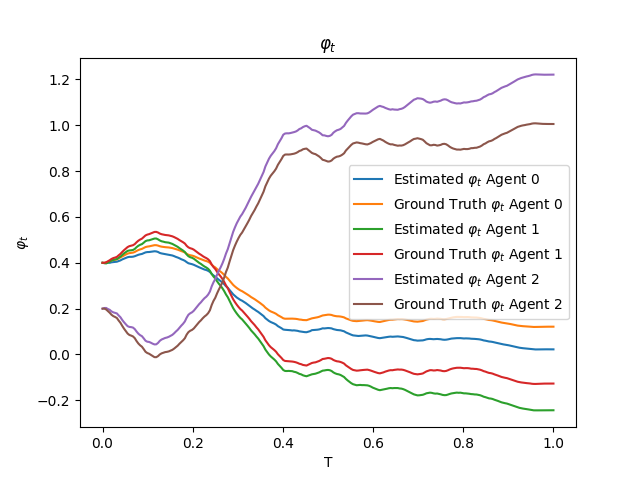 φt
1.2
1.0
0.8
0.6
0.4
0.2
0.0
−0.2
φt
Estimated φt Agent 0
Ground Truth φt Agent 0
Estimated φt Agent 1
Ground Truth φt Agent 1
Estimated φt Agent 2
Ground Truth φt Agent 2
0.0 0.2 0.4 0.6 0.8 1.0
T